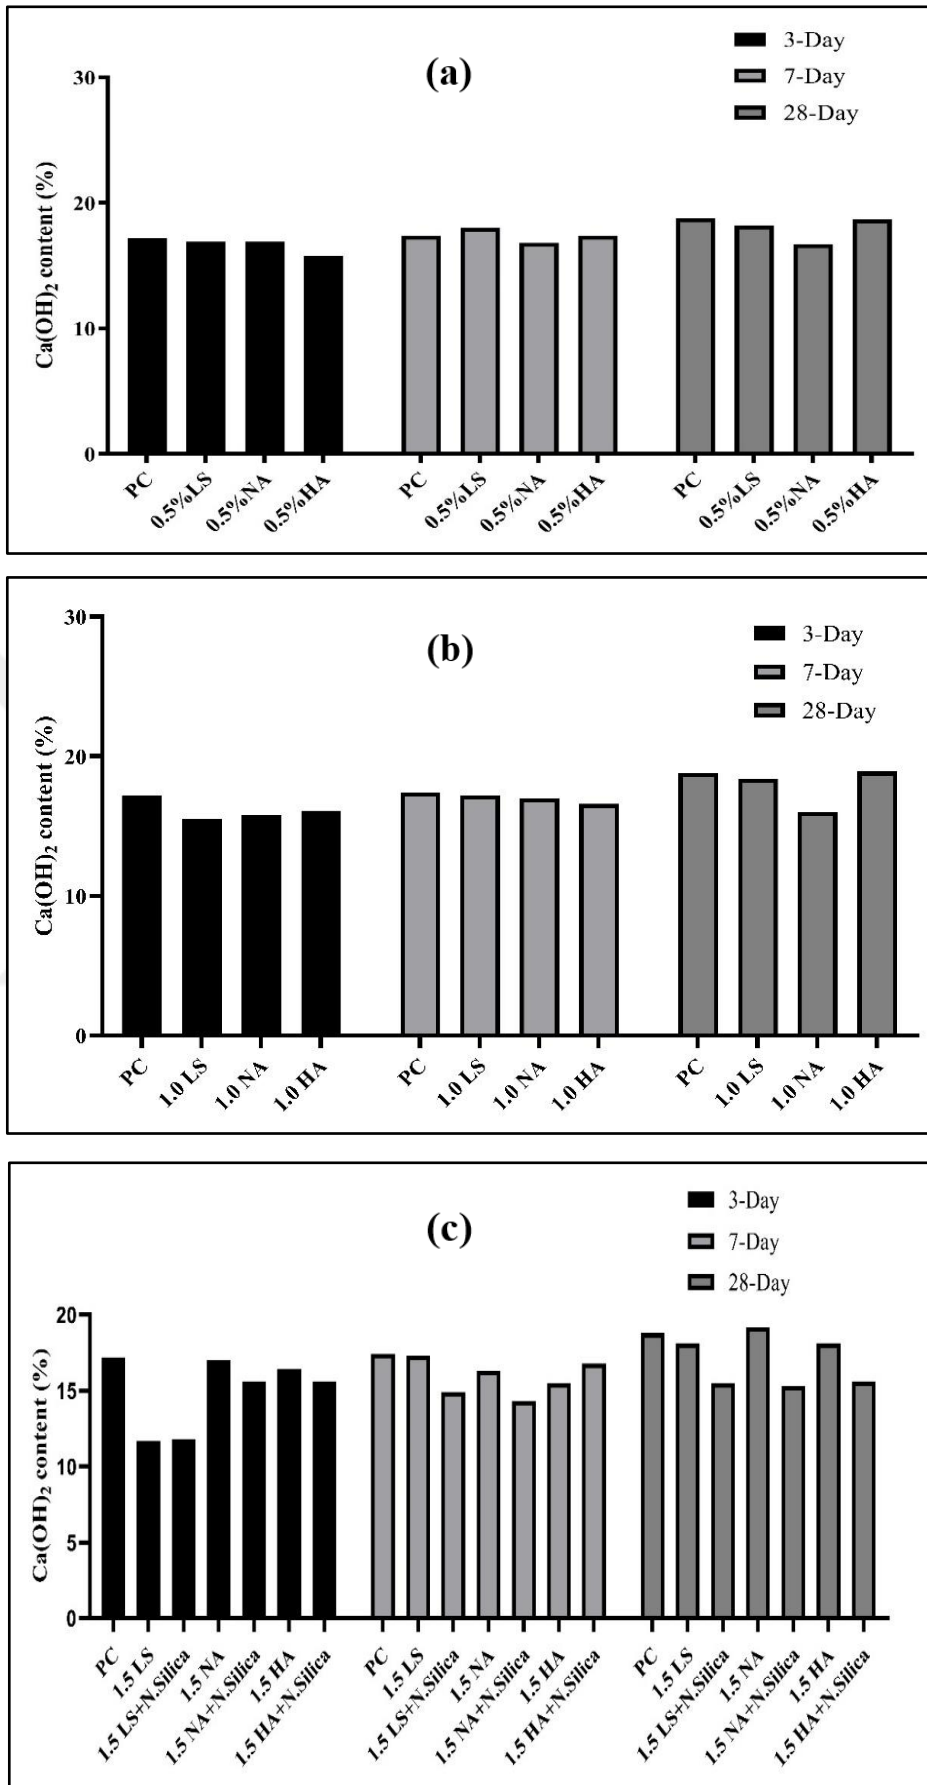 (a)
3-Day
7-Day
28-Day
Ca(OH)₂ content (%)
30
20
10
0
PC
0.5%LS
0.5%NA
0.5%HA
PC
0.5%LS
0.5%NA
0.5%HA
PC
0.5%LS
0.5%NA
0.5%HA
(b)
3-Day
7-Day
28-Day
Ca(OH)₂ content (%)
30
20
10
0
PC
1.0 LS
1.0 NA
1.0 HA
PC
1.0 LS
1.0 NA
1.0 HA
PC
1.0 LS
1.0 NA
1.0 HA
(c)
3-Day
7-Day
28-Day
Ca(OH)₂ content (%)
20
15
10
5
0
PC
1.5 LS
1.5 LS+N.Silica
1.5 NA
1.5 NA+N.Silica
1.5 HA
1.5 HA+N.Silica
PC
1.5 LS
1.5 LS+N.Silica
1.5 NA
1.5 NA+N.Silica
1.5 HA
1.5 HA+N.Silica
PC
1.5 LS
1.5 LS+N.Silica
1.5 NA
1.5 NA+N.Silica
1.5 HA
1.5 HA+N.Silica